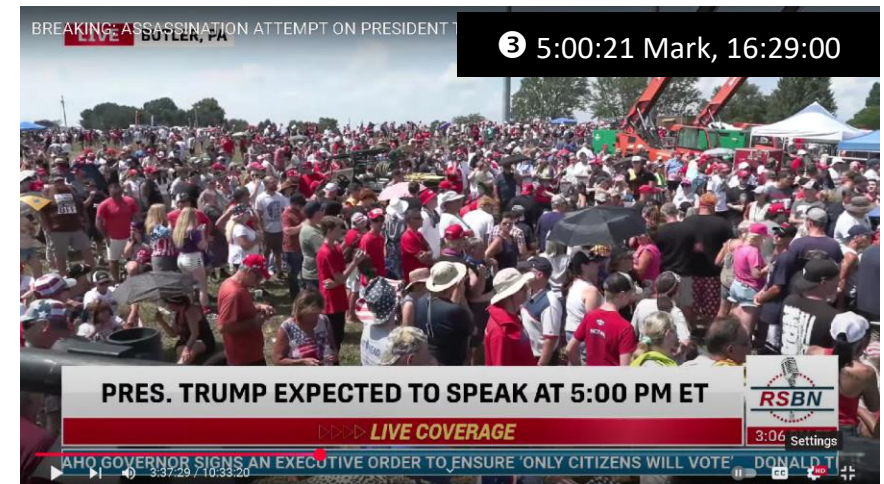 BREAKING: ASSASSINATION ATTEMPT ON PRESIDENT T
LIVE BUTLER, PA
❸ 5:00:21 Mark, 16:29:00
PRES. TRUMP EXPECTED TO SPEAK AT 5:00 PM ET
RSBN
LIVE COVERAGE
3:06
Settings
AHO GOVERNOR SIGNS AN EXECUTIVE ORDER TO ENSURE 'ONLY CITIZENS WILL VOTE' DONALD T
3:37:29 / 10:33:20
CC
HD